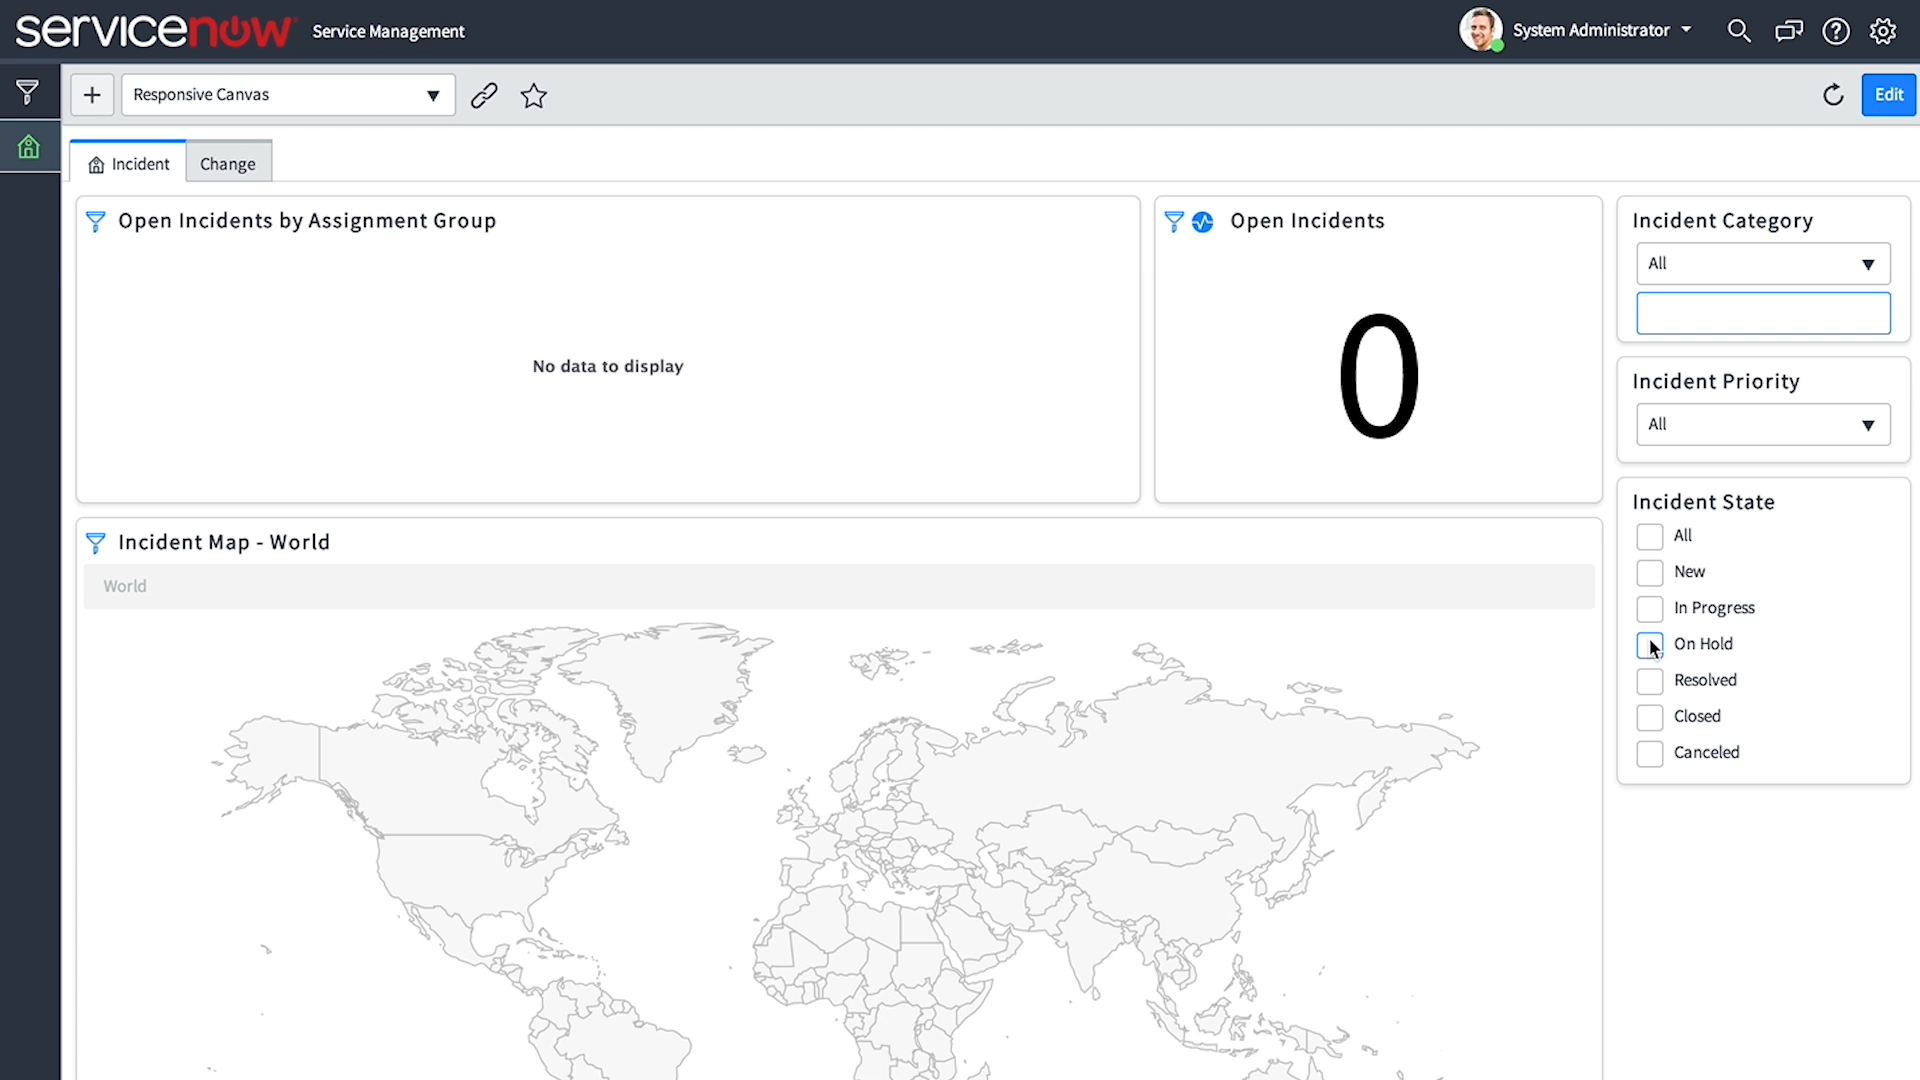 servicenow Service Management
System Administrator
Responsive Canvas
Edit
Incident
Change
Open Incidents by Assignment Group
No data to display
Open Incidents
0
Incident Category
All
Incident Priority
All
Incident State
All
New
In Progress
On Hold
Resolved
Closed
Canceled
Incident Map - World
World